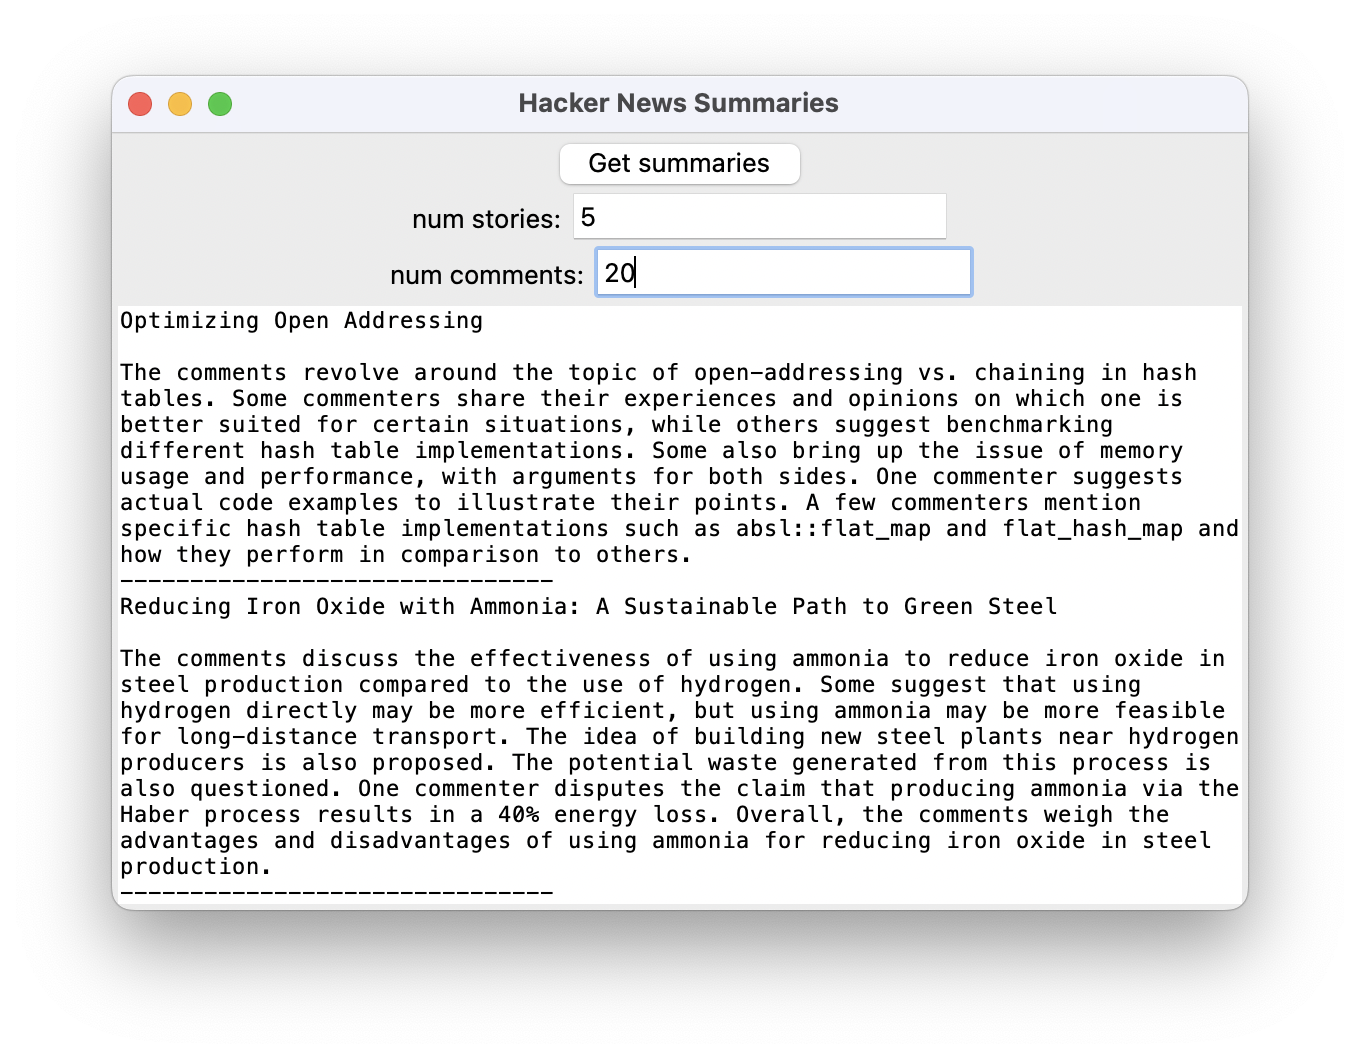 Hacker News Summaries
Get summaries
num stories: 5
num comments: 20
Optimizing Open Addressing
The comments revolve around the topic of open-addressing vs. chaining in hash
tables. Some commenters share their experiences and opinions on which one is
better suited for certain situations, while others suggest benchmarking
different hash table implementations. Some also bring up the issue of memory
usage and performance, with arguments for both sides. One commenter suggests
actual code examples to illustrate their points. A few commenters mention
specific hash table implementations such as absl::flat_map and flat_hash_map and
how they perform in comparison to others.
-------------------------------
Reducing Iron Oxide with Ammonia: A Sustainable Path to Green Steel
The comments discuss the effectiveness of using ammonia to reduce iron oxide in
steel production compared to the use of hydrogen. Some suggest that using
hydrogen directly may be more efficient, but using ammonia may be more feasible
for long-distance transport. The idea of building new steel plants near hydrogen
producers is also proposed. The potential waste generated from this process is
also questioned. One commenter disputes the claim that producing ammonia via the
Haber process results in a 40% energy loss. Overall, the comments weigh the
advantages and disadvantages of using ammonia for reducing iron oxide in steel
production.
-------------------------------